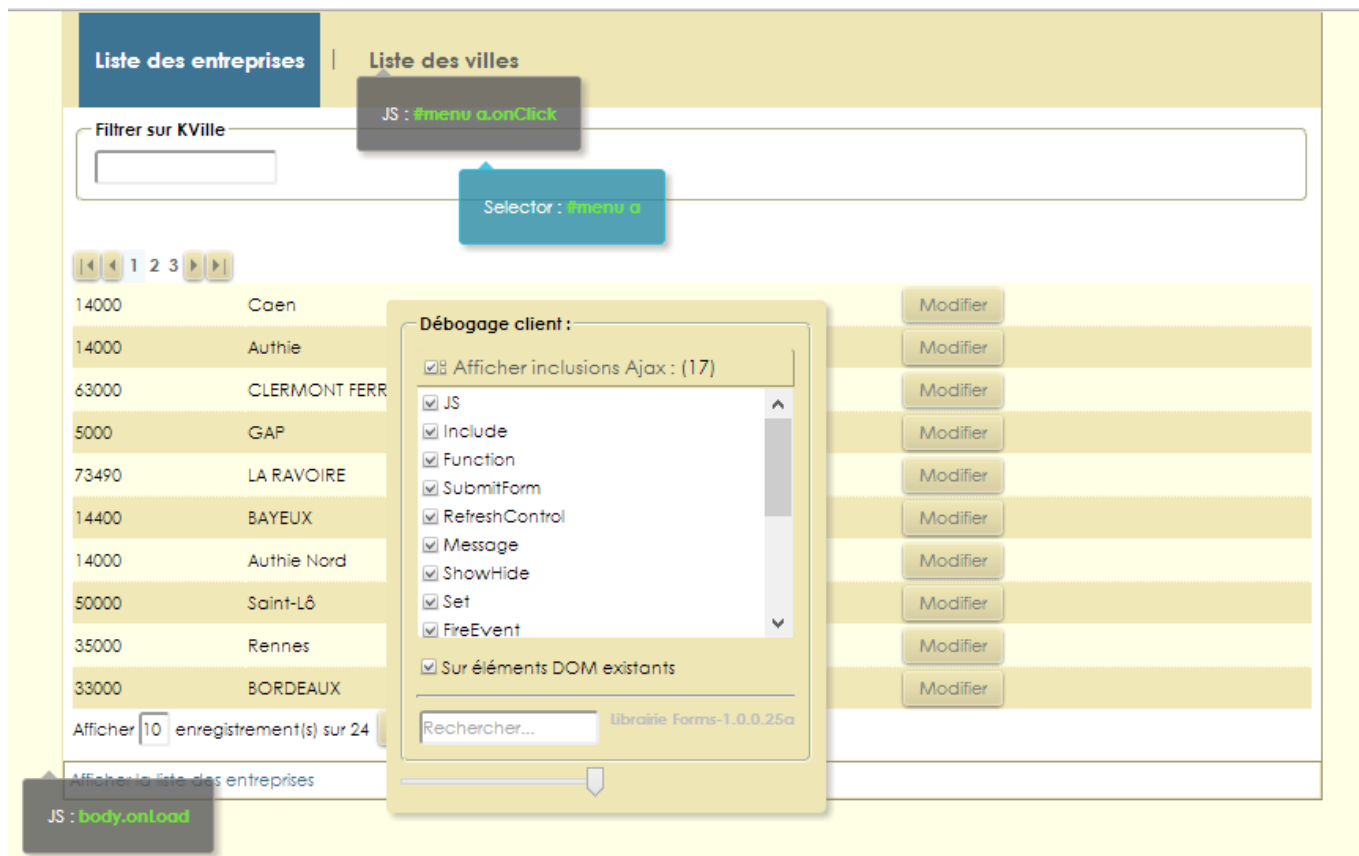 Liste des entreprises | Liste des villes
JS : #menu a.onClick
Filtrer sur KVille
Selector : #menu a
1 2 3
14000 Caen Modifier
14000 Authie Modifier
63000 CLERMONT FERR Modifier
5000 GAP Modifier
73490 LA RAVOIRE Modifier
14400 BAYEUX Modifier
14000 Authie Nord Modifier
50000 Saint-Lô Modifier
35000 Rennes Modifier
33000 BORDEAUX Modifier
Afficher 10 enregistrement(s) sur 24
Afficher la liste des entreprises
JS : body.onLoad
Débogage client :
Afficher inclusions Ajax : (17)
JS
Include
Function
SubmitForm
RefreshControl
Message
ShowHide
Set
FireEvent
Sur éléments DOM existants
Rechercher... Librairie Forms-1.0.0.25a